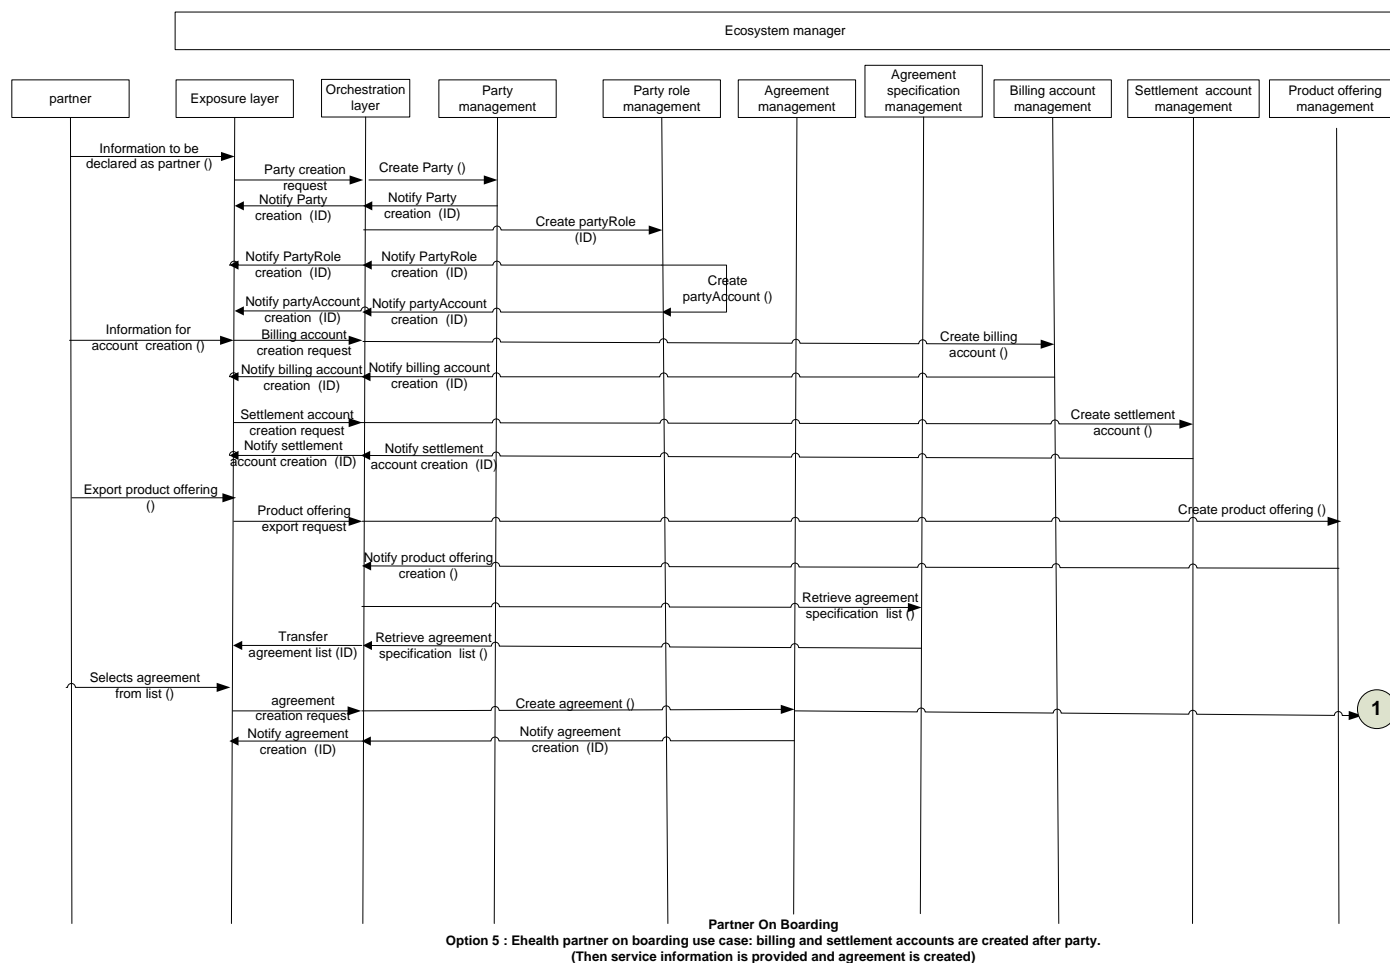 Ecosystem manager
partner
Exposure layer
Orchestration
layer
Party
management
Party role
management
Agreement
management
Agreement
specification
management
Billing account
management
Settlement account
management
Product offering
management
Information to be
declared as partner ()
Party creation
request
Create Party ()
Notify Party
creation (ID)
Notify Party
creation (ID)
Create partyRole
(ID)
Notify PartyRole
creation (ID)
Notify PartyRole
creation (ID)
Create
partyAccount ()
Notify partyAccount
creation (ID)
Notify partyAccount
creation (ID)
Information for
account creation ()
Billing account
creation request
Create billing
account ()
Notify billing account
creation (ID)
Notify billing account
creation (ID)
Settlement account
creation request
Create settlement
account ()
Notify settlement
account creation (ID)
Notify settlement
account creation (ID)
Export product offering
()
Product offering
export request
Create product offering ()
Notify product offering
creation ()
Retrieve agreement
specification list ()
Transfer
agreement list (ID)
Retrieve agreement
specification list ()
Selects agreement
from list ()
agreement
creation request
Create agreement ()
1
Notify agreement
creation (ID)
Notify agreement
creation (ID)
Partner On Boarding
Option 5 : Ehealth partner on boarding use case: billing and settlement accounts are created after party.
(Then service information is provided and agreement is created)